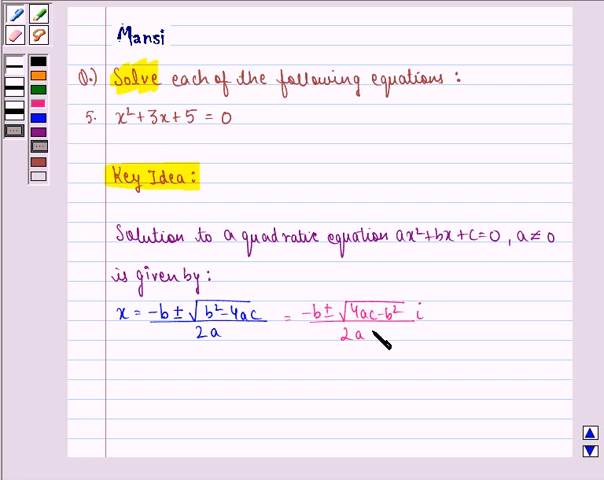 Mansi
Q.) Solve each of the following equations :
5. x² + 3x + 5 = 0
Key Idea :
Solution to a quadratic equation ax² + bx + c = 0 , a ≠ 0
is given by :
x = (-b ± √(b² - 4ac)) / 2a = (-b ± √(4ac - b²) i) / 2a